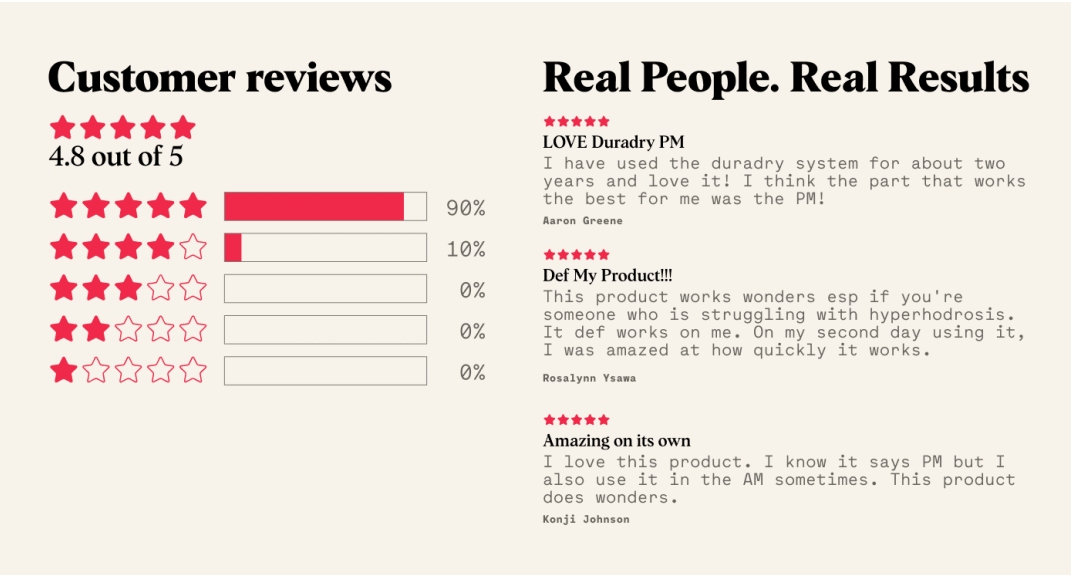 Customer reviews
4.8 out of 5
90%
10%
0%
0%
0%
Real People. Real Results
LOVE Duradry PM
I have used the duradry system for about two
years and love it! I think the part that works
the best for me was the PM!
Aaron Greene
Def My Product!!!
This product works wonders esp if you're
someone who is struggling with hyperhodrosis.
It def works on me. On my second day using it,
I was amazed at how quickly it works.
Rosalynn Ysawa
Amazing on its own
I love this product. I know it says PM but I
also use it in the AM sometimes. This product
does wonders.
Konji Johnson